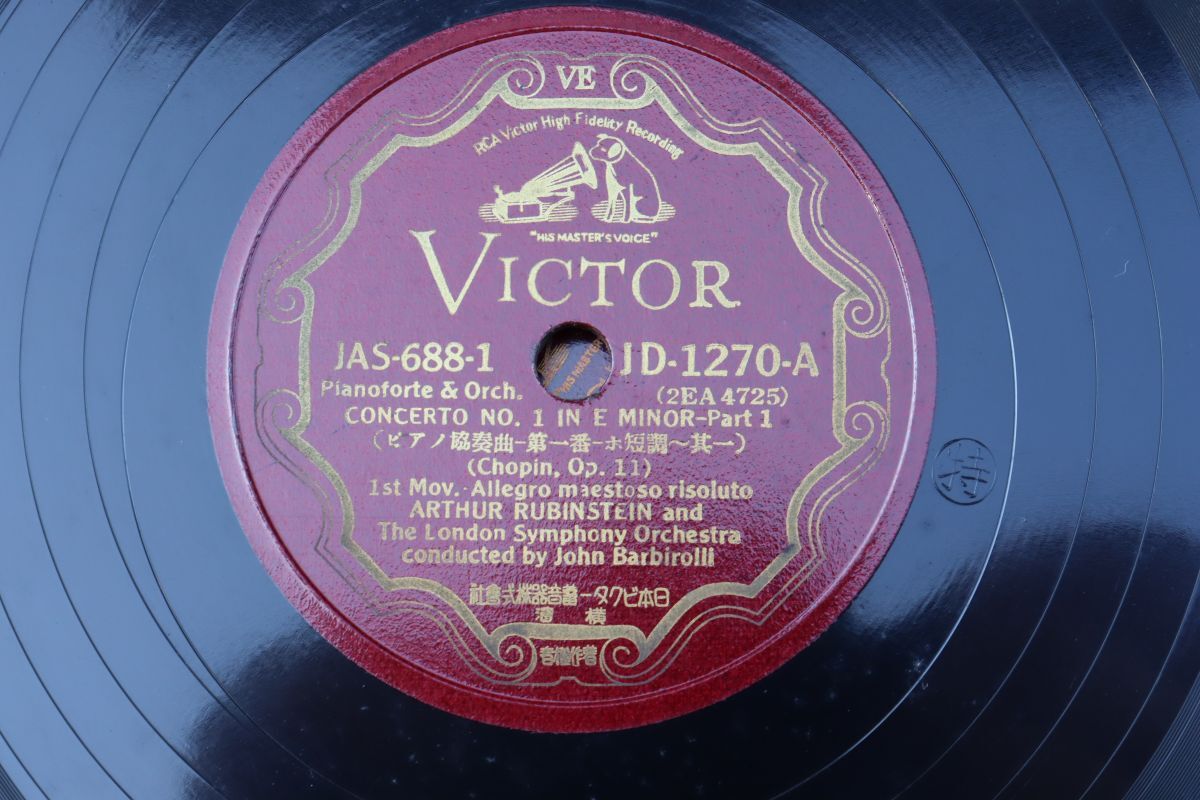 VE
RCA Victor High Fidelity Recording
"HIS MASTER'S VOICE"
VICTOR
JAS-688-1 JD-1270-A
Pianoforte & Orch. (2EA 4725)
CONCERTO NO. 1 IN E MINOR-Part 1
(ピアノ協奏曲-第一番-ホ短調~其一)
(Chopin, Op. 11)
1st Mov.-Allegro maestoso risoluto
ARTHUR RUBINSTEIN and
The London Symphony Orchestra
conducted by John Barbirolli
社會式株機器音蓄ータクビ本日
濱横
特